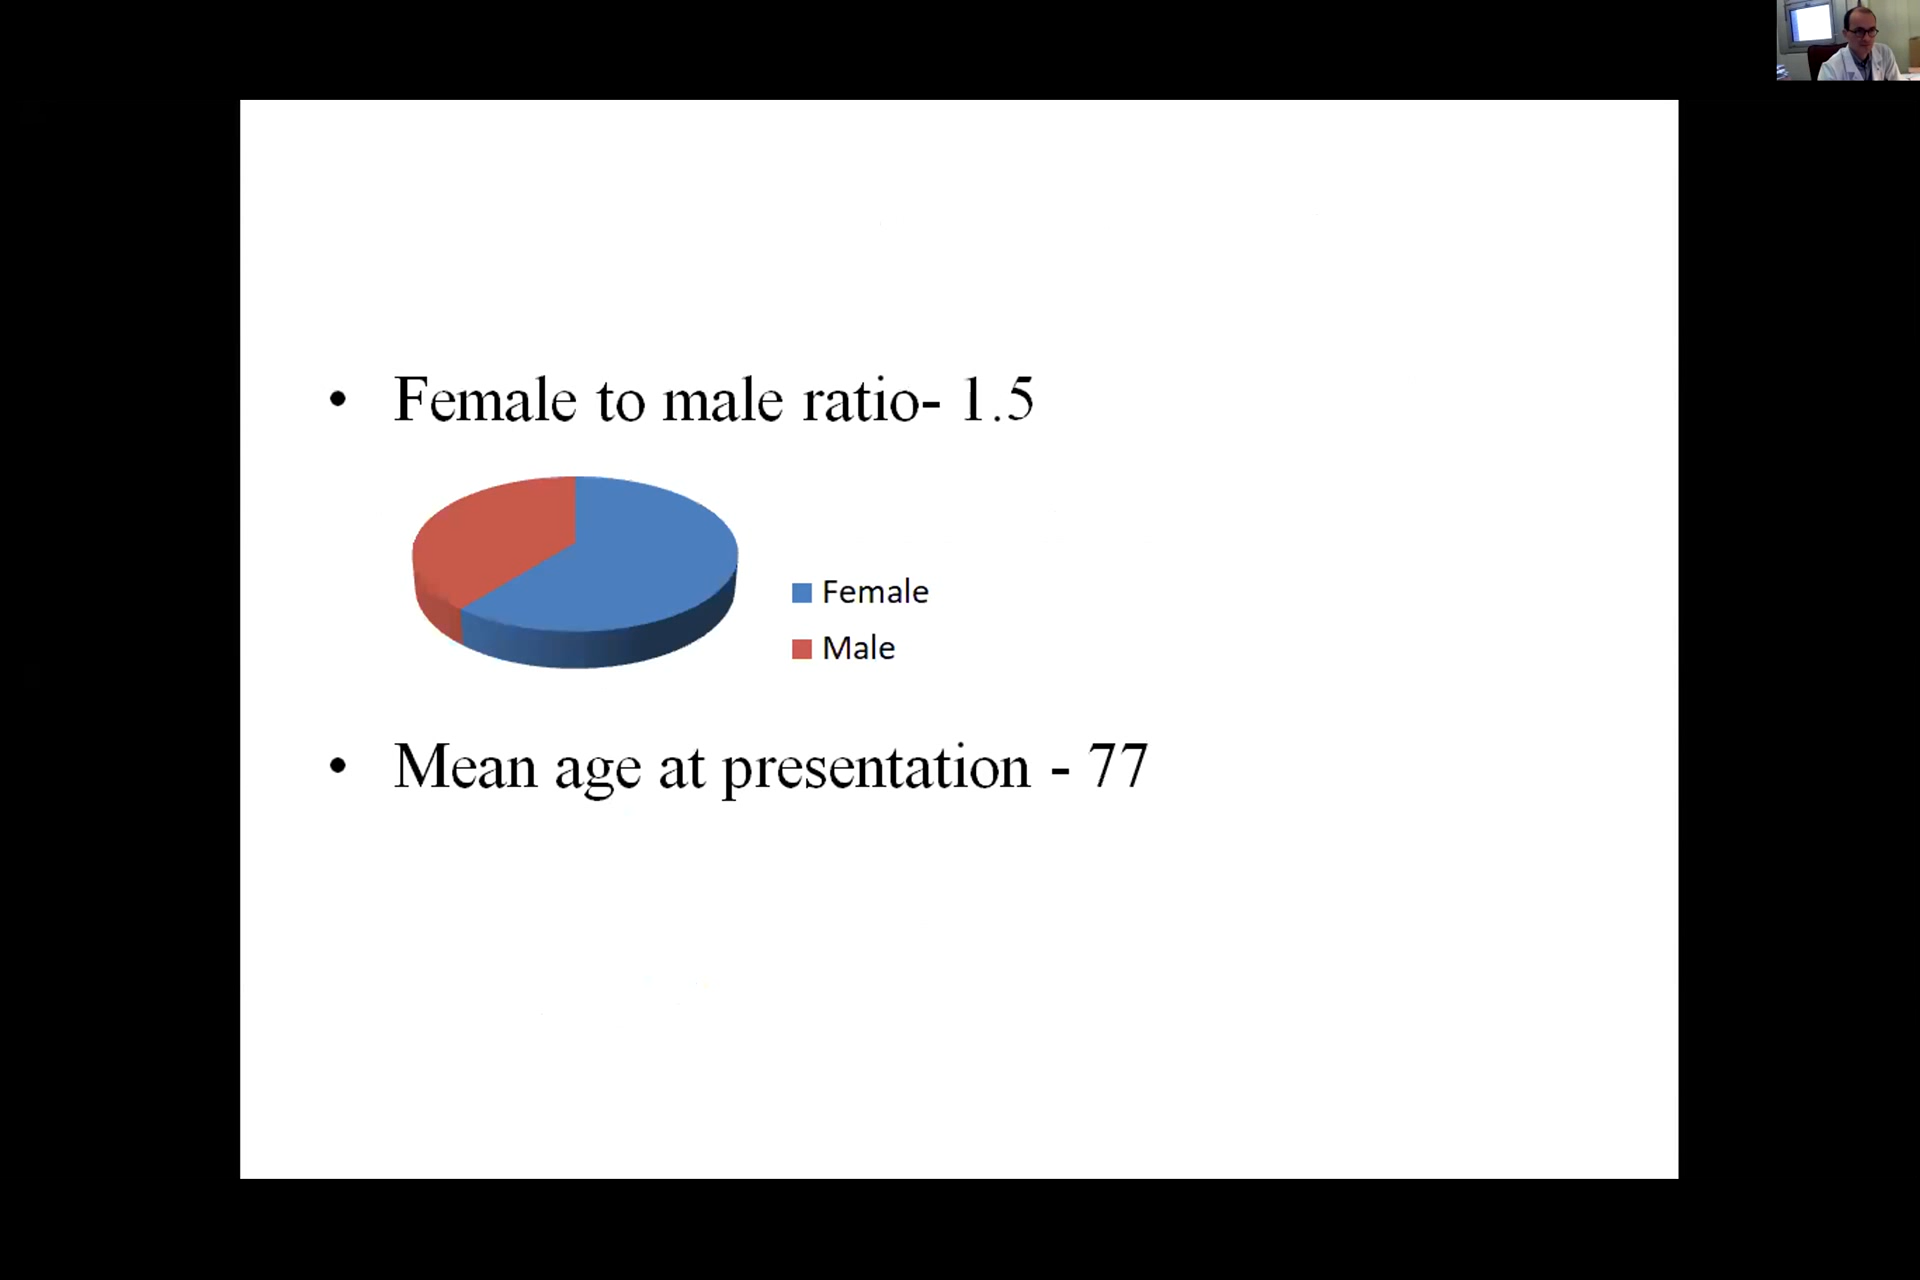 • Female to male ratio- 1.5
Female
Male
• Mean age at presentation - 77